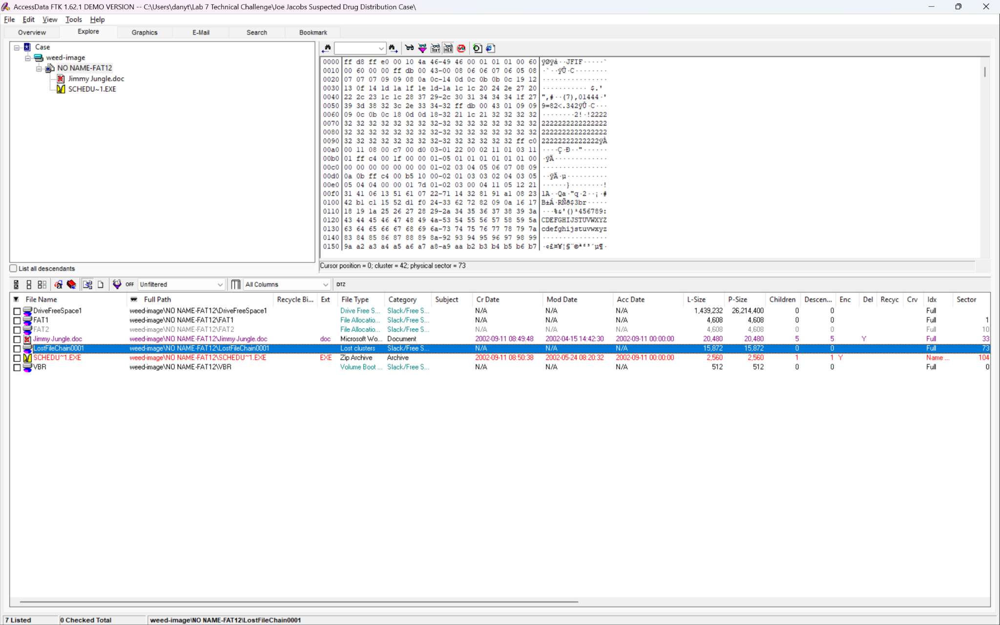 AccessData FTK 1.62.1 DEMO VERSION -- C:\Users\danyt\Lab 7 Technical Challenge\Joe Jacobs Suspected Drug Distribution Case\
File Edit View Tools Help
Overview Explore Graphics E-Mail Search Bookmark
Case
weed-image
NO NAME-FAT12
Jimmy Jungle.doc
SCHEDU~1.EXE
0000 ff d8 ff e0 00 10 4a 46-49 46 00 01 01 01 00 60 ÿØÿà··JFIF·····`
0010 00 60 00 00 ff db 00 43-00 08 06 06 07 06 05 08 ·`··ÿÛ·C········
0020 07 07 07 09 09 08 0a 0c-14 0d 0c 0b 0b 0c 19 12 ················
0030 13 0f 14 1d 1a 1f 1e 1d-1a 1c 1c 20 24 2e 27 20 ··········· $.'
0040 22 2c 23 1c 1c 28 37 29-2c 30 31 34 34 34 1f 27 ",#··(7),01444·'
0050 39 3d 38 32 3c 2e 33 34-32 ff db 00 43 01 09 09 9=82<.342ÿÛ·C···
0060 09 0c 0b 0c 18 0d 0d 18-32 21 1c 21 32 32 32 32 ········2!·!2222
0070 32 32 32 32 32 32 32 32-32 32 32 32 32 32 32 32 2222222222222222
0080 32 32 32 32 32 32 32 32-32 32 32 32 32 32 32 32 2222222222222222
0090 32 32 32 32 32 32 32 32-32 32 32 32 32 32 ff c0 22222222222222ÿÀ
00a0 00 11 08 00 c7 00 d0 03-01 22 00 02 11 01 03 11 ····Ç·Ð··"······
00b0 01 ff c4 00 1f 00 00 01-05 01 01 01 01 01 01 00 ·ÿÄ·············
00c0 00 00 00 00 00 00 00 01-02 03 04 05 06 07 08 09 ················
00d0 0a 0b ff c4 00 b5 10 00-02 01 03 03 02 04 03 05 ··ÿÄ·µ··········
00e0 05 04 04 00 00 01 7d 01-02 03 00 04 11 05 12 21 ······}········!
00f0 31 41 06 13 51 61 07 22-71 14 32 81 91 a1 08 23 1A··Qa·"q·2··¡·#
0100 42 b1 c1 15 52 d1 f0 24-33 62 72 82 09 0a 16 17 B±Á·RÑð$3br·····
0110 18 19 1a 25 26 27 28 29-2a 34 35 36 37 38 39 3a ···%&'()*456789:
0120 43 44 45 46 47 48 49 4a-53 54 55 56 57 58 59 5a CDEFGHIJSTUVWXYZ
0130 63 64 65 66 67 68 69 6a-73 74 75 76 77 78 79 7a cdefghijstuvwxyz
0140 83 84 85 86 87 88 89 8a-92 93 94 95 96 97 98 99 ················
0150 9a a2 a3 a4 a5 a6 a7 a8-a9 aa b2 b3 b4 b5 b6 b7 ·¢£¤¥¦§¨©ª²³´µ¶·
Cursor position = 0; cluster = 42; physical sector = 73
List all descendants
OFF Unfiltered All Columns DTZ
File Name Full Path Recycle Bi... Ext File Type Category Subject Cr Date Mod Date Acc Date L-Size P-Size Children Descen... Enc Del Recyc Crv Idx Sector
DriveFreeSpace1 weed-image\NO NAME-FAT12\DriveFreeSpace1 Drive Free S... Slack/Free S... N/A N/A N/A 1,439,232 26,214,400 0 0 Full
FAT1 weed-image\NO NAME-FAT12\FAT1 File Allocatio... Slack/Free S... N/A N/A N/A 4,608 4,608 0 0 Full 1
FAT2 weed-image\NO NAME-FAT12\FAT2 File Allocatio... Slack/Free S... N/A N/A N/A 4,608 4,608 0 0 Full 10
Jimmy Jungle.doc weed-image\NO NAME-FAT12\Jimmy Jungle.doc doc Microsoft Wo... Document 2002-09-11 08:49:48 2002-04-15 14:42:30 2002-09-11 00:00:00 20,480 20,480 5 5 Y Full 33
LostFileChain0001 weed-image\NO NAME-FAT12\LostFileChain0001 Lost clusters Slack/Free S... N/A N/A N/A 15,872 15,872 0 0 Full 73
SCHEDU~1.EXE weed-image\NO NAME-FAT12\SCHEDU~1.EXE EXE Zip Archive Archive 2002-09-11 08:50:38 2002-05-24 08:20:32 2002-09-11 00:00:00 2,560 2,560 1 1 Y Name ... 104
VBR weed-image\NO NAME-FAT12\VBR Volume Boot ... Slack/Free S... N/A N/A N/A 512 512 0 0 Full 0
7 Listed 0 Checked Total weed-image\NO NAME-FAT12\LostFileChain0001